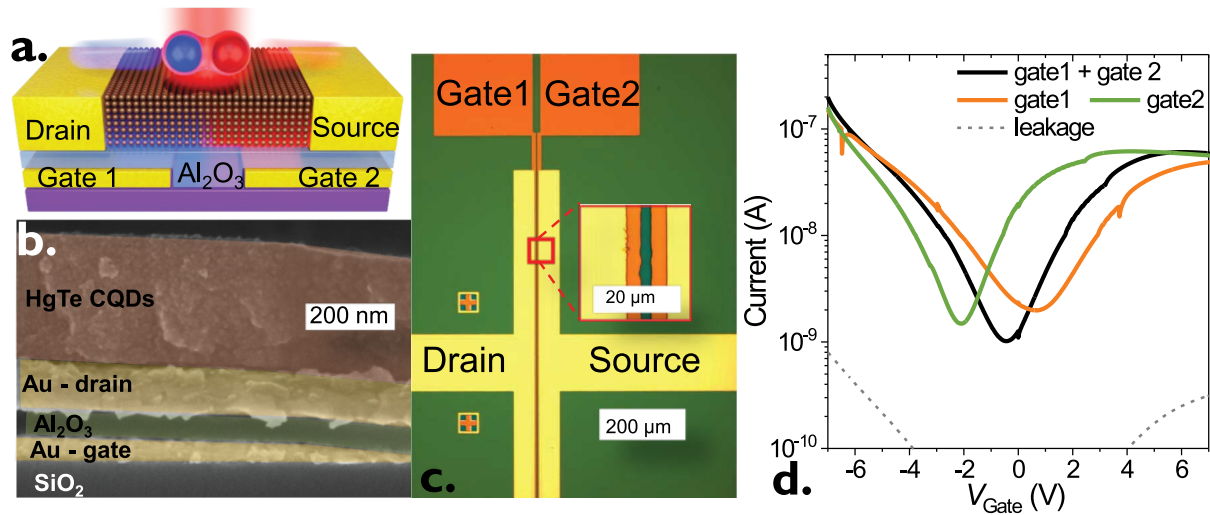 a.
Drain
Source
Gate 1
Al₂O₃
Gate 2
b.
HgTe CQDs
200 nm
Au - drain
Al₂O₃
Au - gate
SiO₂
Gate1
Gate2
20 µm
Drain
Source
200 µm
c.
gate1 + gate 2
gate1
gate2
leakage
10⁻⁷
10⁻⁸
10⁻⁹
10⁻¹⁰
Current (A)
-6 -4 -2 0 2 4 6
V_Gate (V)
d.